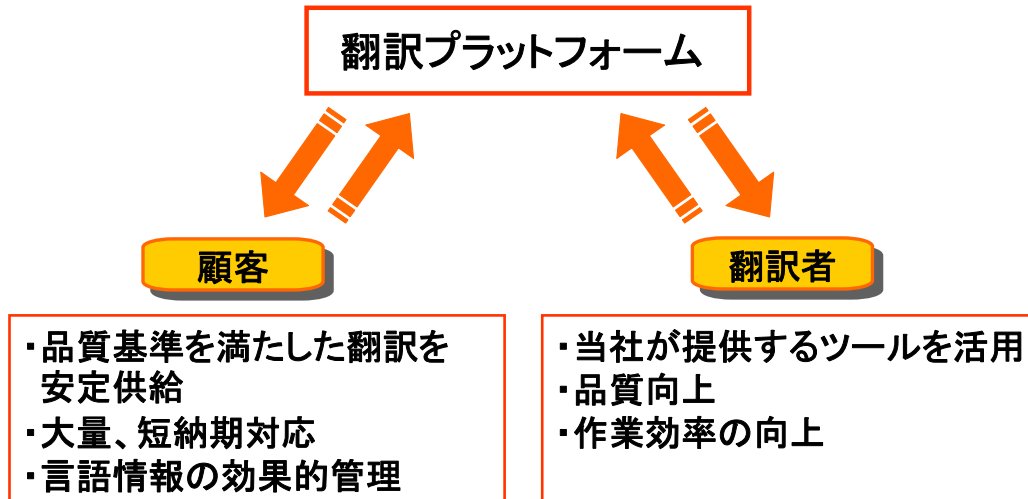 翻訳プラットフォーム
顧客
・品質基準を満たした翻訳を
安定供給
・大量、短納期対応
・言語情報の効果的管理
翻訳者
・当社が提供するツールを活用
・品質向上
・作業効率の向上